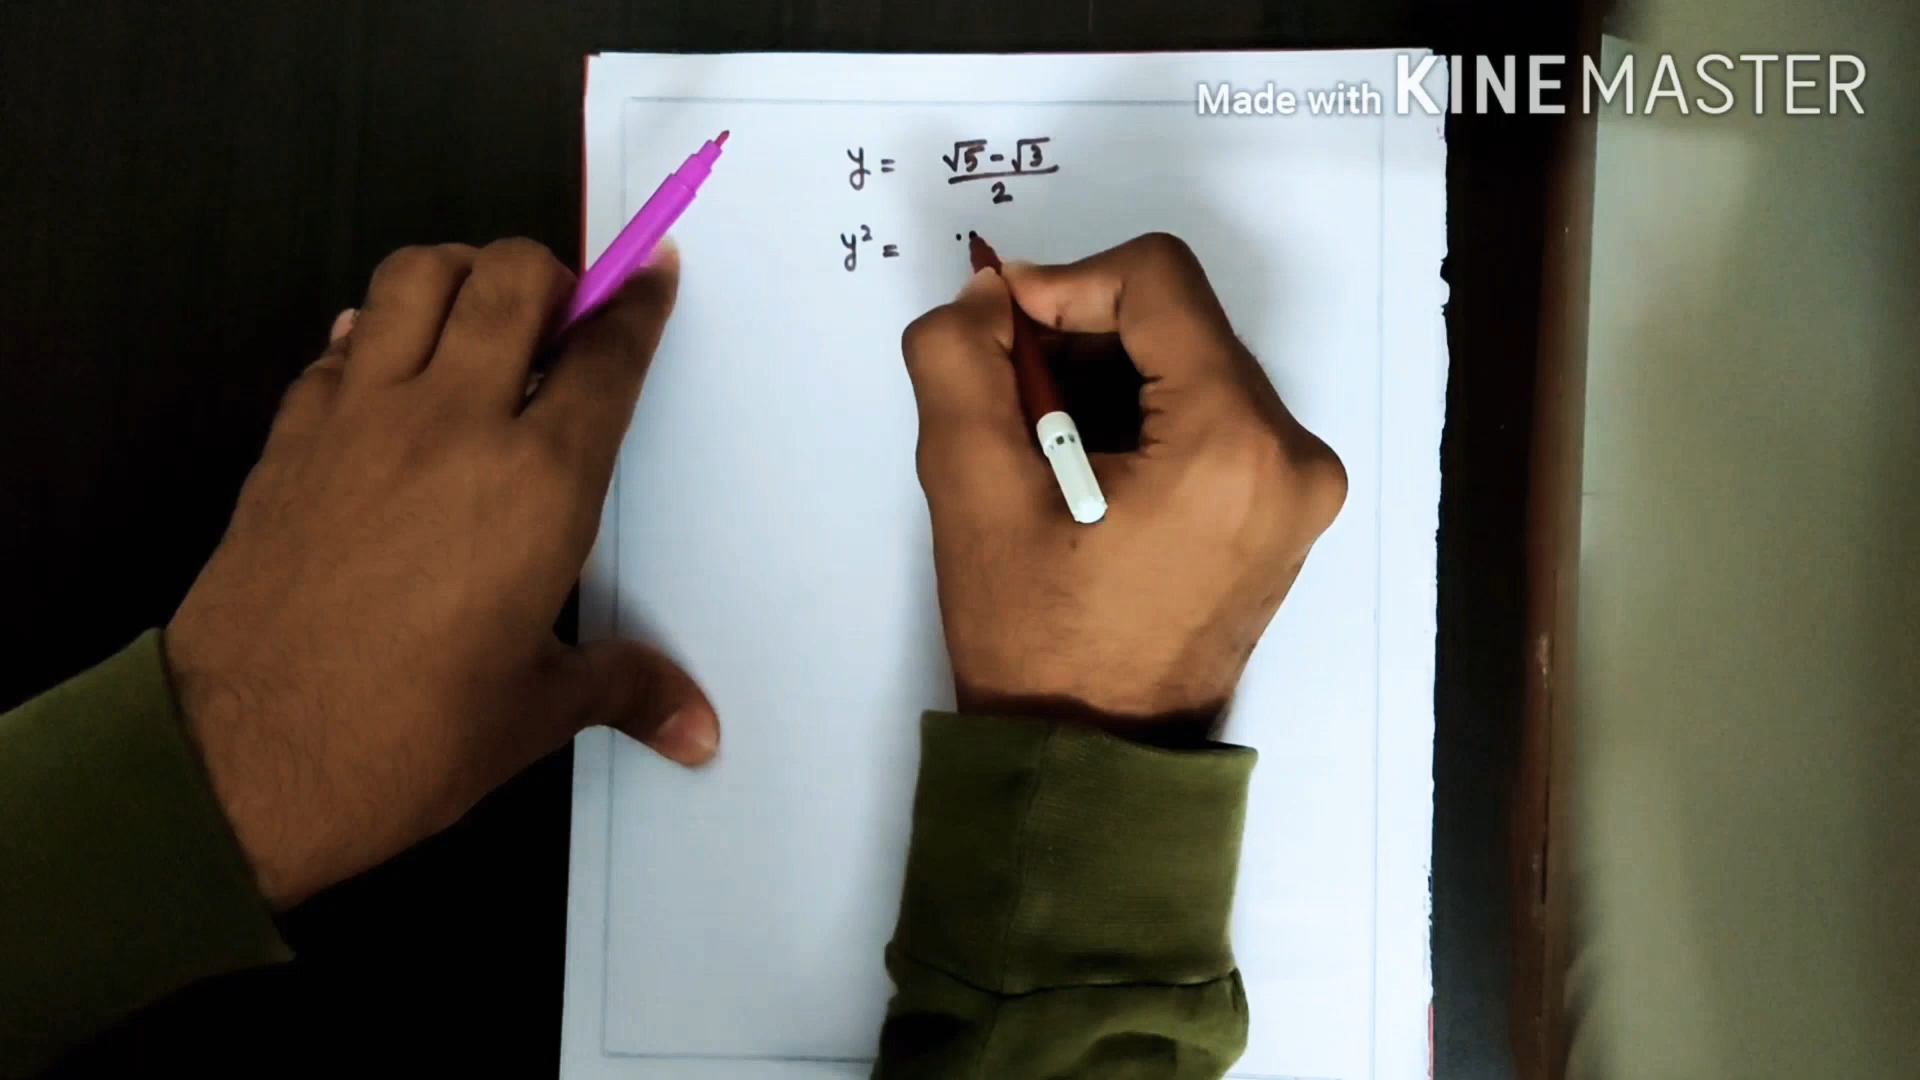 Made with KINEMASTER
y = √5-√3
2
y² =